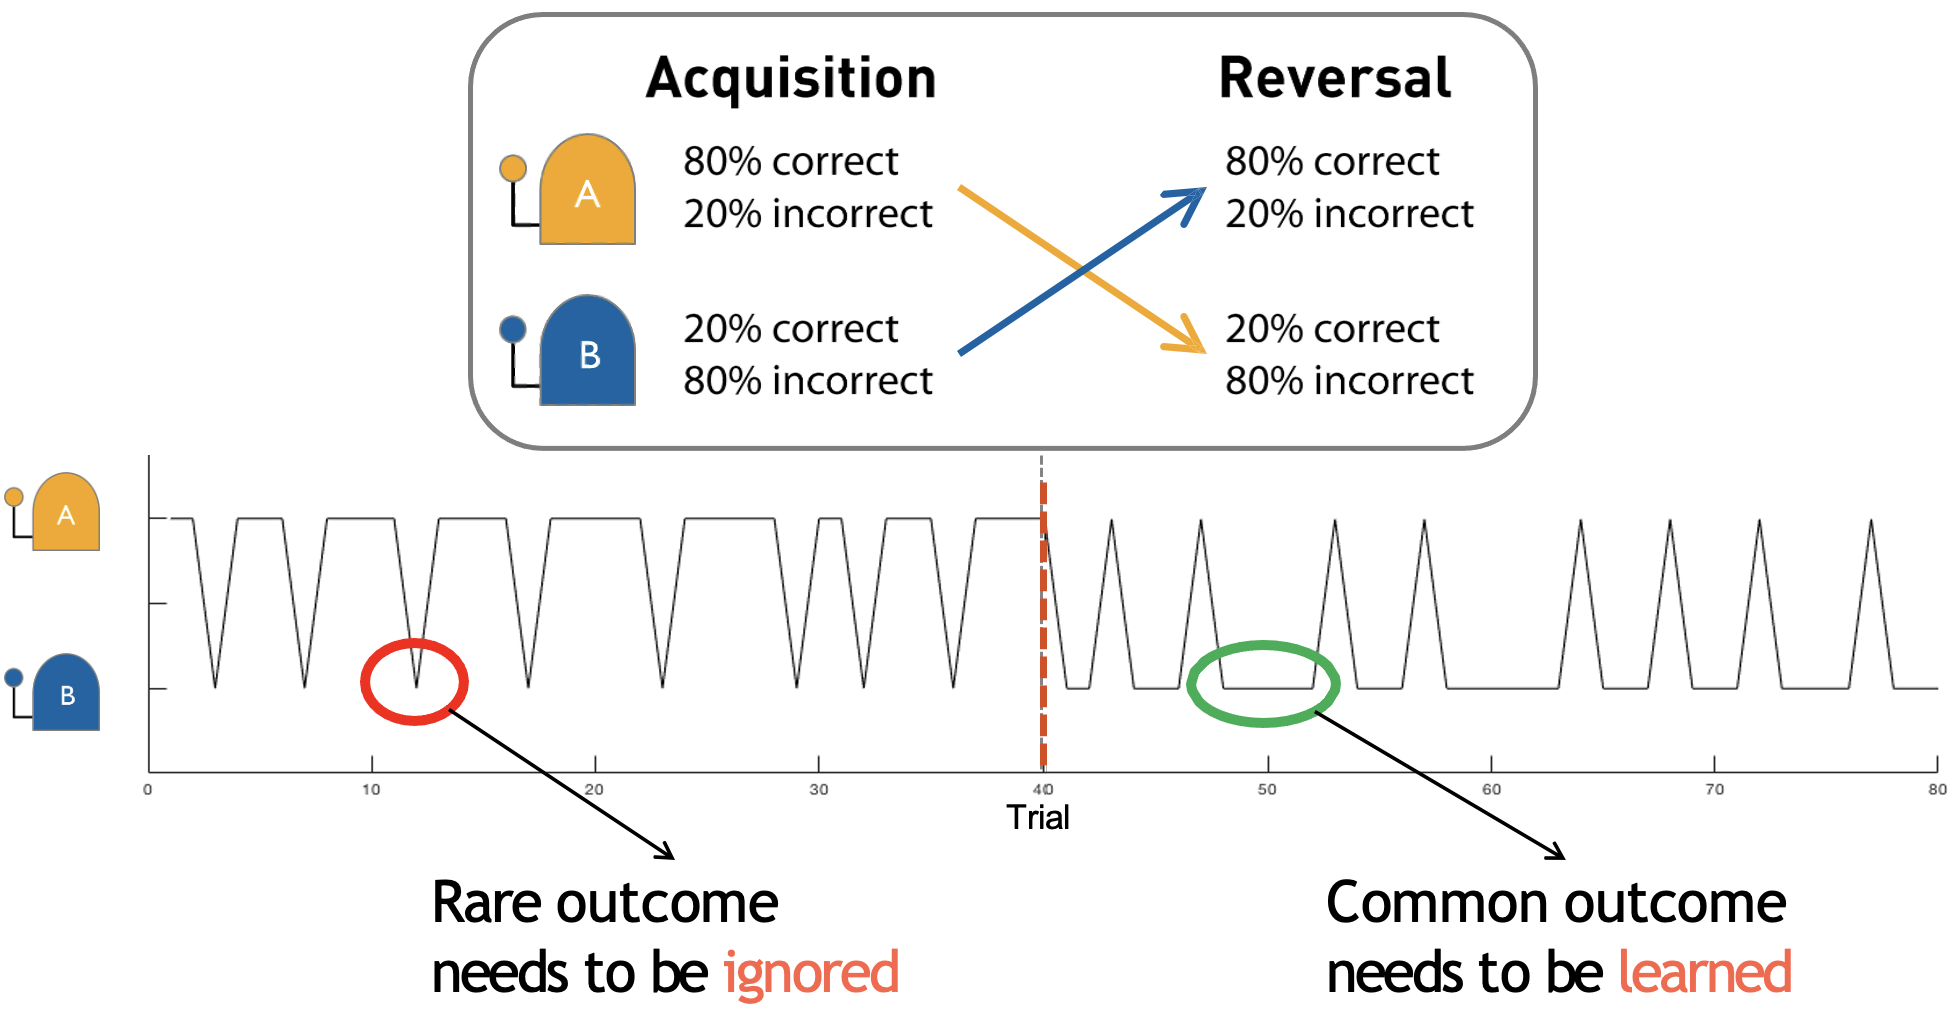 Acquisition
Reversal
A
80% correct
20% incorrect
80% correct
20% incorrect
B
20% correct
80% incorrect
20% correct
80% incorrect
A
B
0 10 20 30 40 50 60 70 80
Trial
Rare outcome
needs to be ignored
Common outcome
needs to be learned